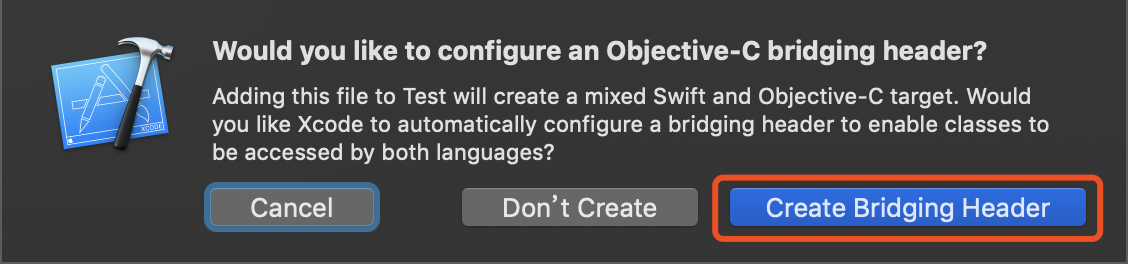 Would you like to configure an Objective-C bridging header?
Adding this file to Test will create a mixed Swift and Objective-C target. Would
you like Xcode to automatically configure a bridging header to enable classes to
be accessed by both languages?
XCODE
Cancel
Don't Create
Create Bridging Header